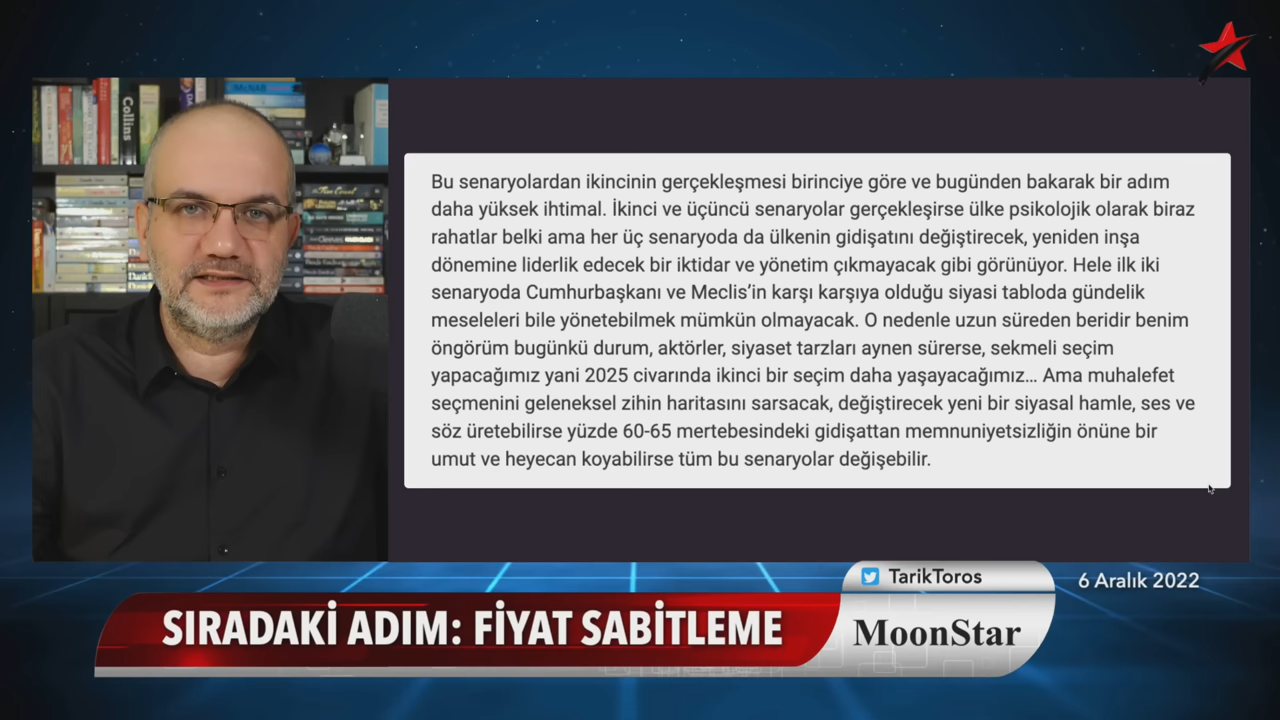 Collins
Bu senaryolardan ikincinin gerçekleşmesi birinciye göre ve bugünden bakarak bir adım
daha yüksek ihtimal. İkinci ve üçüncü senaryolar gerçekleşirse ülke psikolojik olarak biraz
rahatlar belki ama her üç senaryoda da ülkenin gidişatını değiştirecek, yeniden inşa
dönemine liderlik edecek bir iktidar ve yönetim çıkmayacak gibi görünüyor. Hele ilk iki
senaryoda Cumhurbaşkanı ve Meclis’in karşı karşıya olduğu siyasi tabloda gündelik
meseleleri bile yönetebilmek mümkün olmayacak. O nedenle uzun süreden beridir benim
öngörüm bugünkü durum, aktörler, siyaset tarzları aynen sürerse, sekmeli seçim
yapacağımız yani 2025 civarında ikinci bir seçim daha yaşayacağımız… Ama muhalefet
seçmenini geleneksel zihin haritasını sarsacak, değiştirecek yeni bir siyasal hamle, ses ve
söz üretebilirse yüzde 60-65 mertebesindeki gidişattan memnuniyetsizliğin önüne bir
umut ve heyecan koyabilirse tüm bu senaryolar değişebilir.
TarikToros
6 Aralık 2022
SIRADAKİ ADIM: FİYAT SABİTLEME
MoonStar